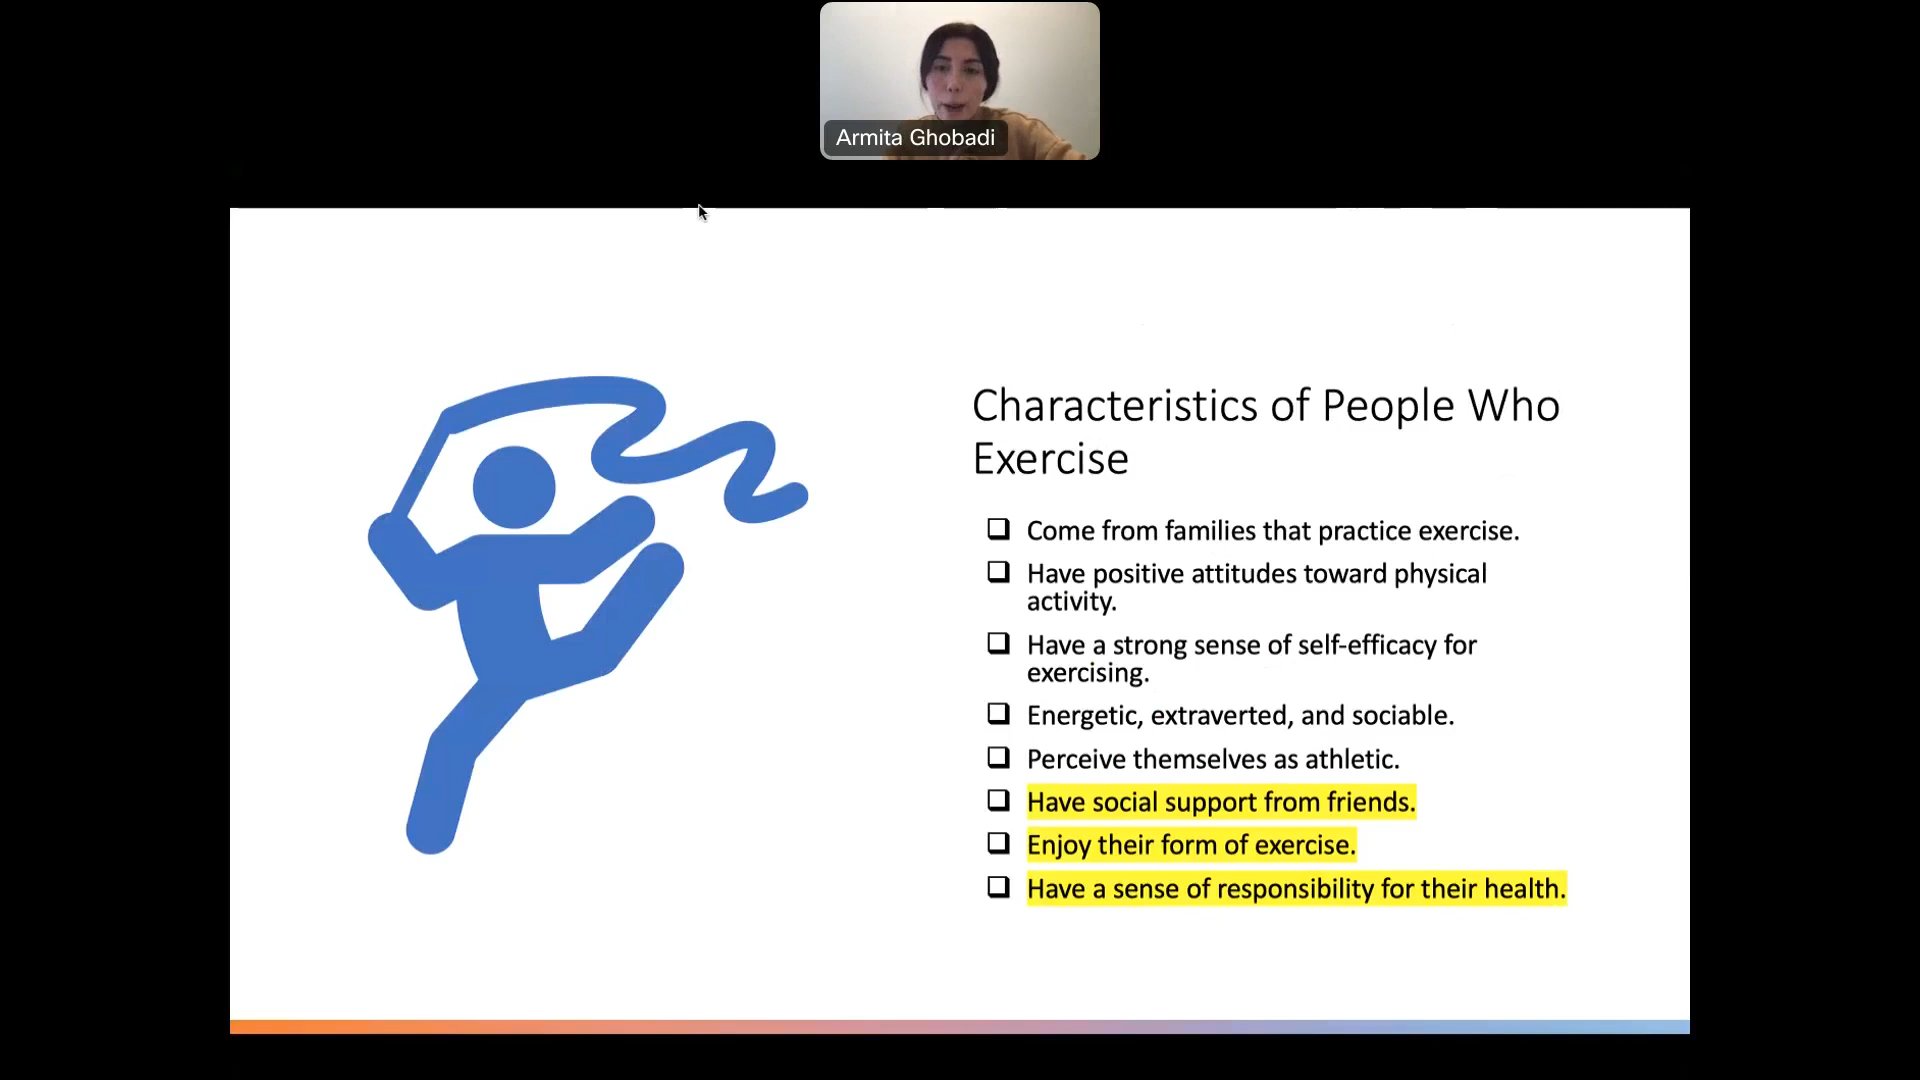 Armita Ghobadi
Characteristics of People Who
Exercise
Come from families that practice exercise.
Have positive attitudes toward physical
activity.
Have a strong sense of self-efficacy for
exercising.
Energetic, extraverted, and sociable.
Perceive themselves as athletic.
Have social support from friends.
Enjoy their form of exercise.
Have a sense of responsibility for their health.